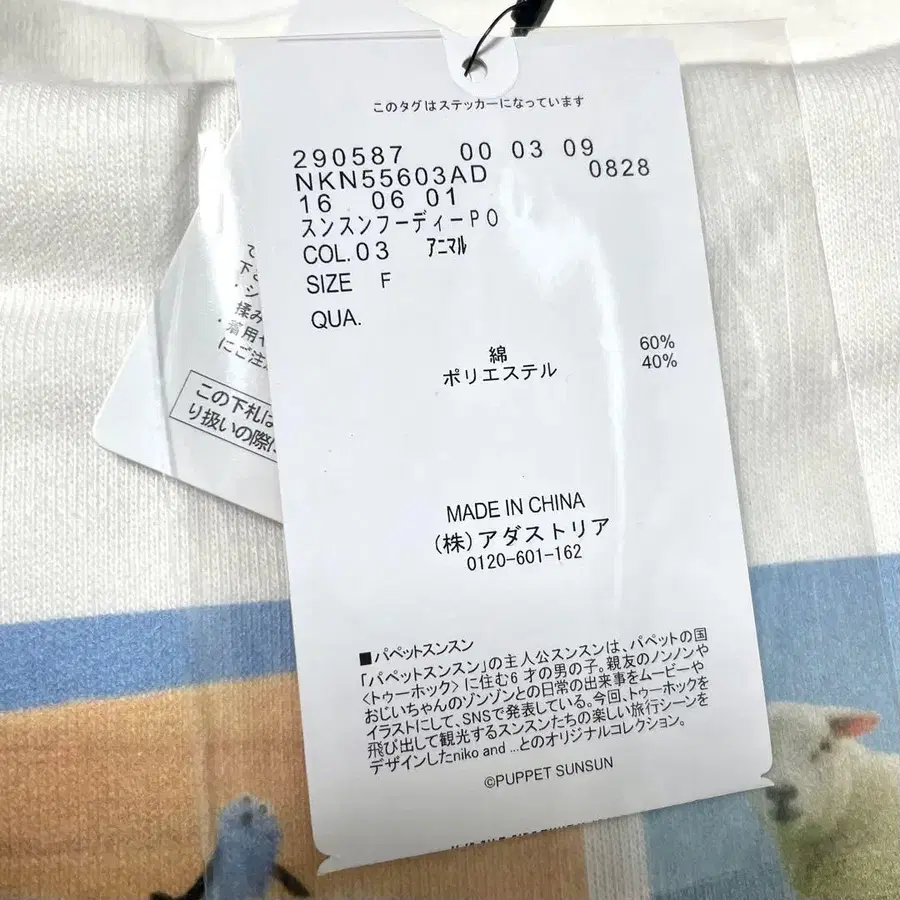 このタグはステッカーになっています
290587 00 03 09
NKN55603AD 0828
16 06 01
スンスンフーディーPO
COL.03 ｱﾆﾏﾙ
SIZE F
QUA.
綿 60%
ポリエステル 40%
MADE IN CHINA
(株)アダストリア
0120-601-162
■パペットスンスン
「パペットスンスン」の主人公スンスンは、パペットの国
<トゥーホック>に住む6才の男の子。親友のノンノンや
おじいちゃんのゾンゾンとの日常の出来事をムービーや
イラストにして、SNSで発表している。今回、トゥーホックを
飛び出して観光するスンスンたちの楽しい旅行シーンを
デザインしたniko and ...とのオリジナルコレクション。
©PUPPET SUNSUN
揉み
・着用
にご注
この下札は
り扱いの際に